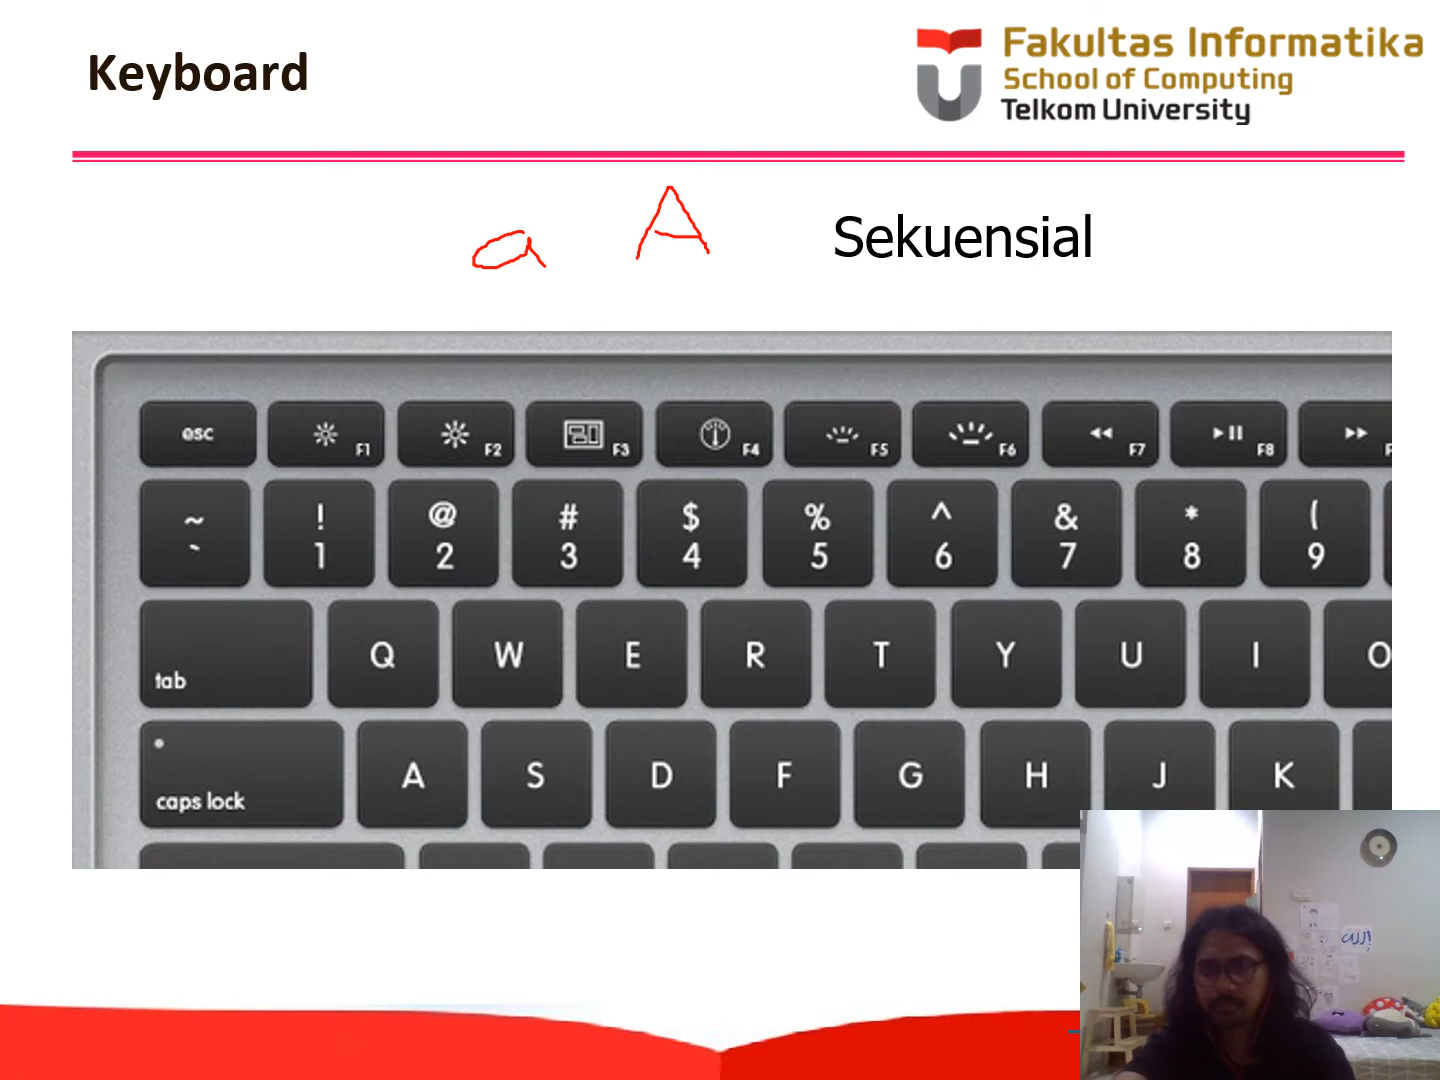 Keyboard
Fakultas Informatika
School of Computing
Telkom University
a A
Sekuensial
esc F1 F2 F3 F4 F5 F6 F7 F8
~ ! @ # $ % ^ & * (
` 1 2 3 4 5 6 7 8 9
tab Q W E R T Y U I O
caps lock A S D F G H J K
الله